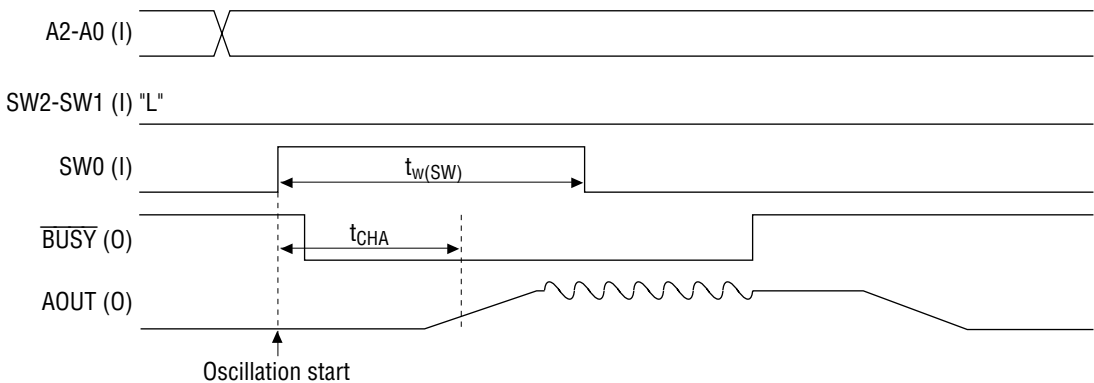 A2-A0 (I)
SW2-SW1 (I) "L"
SW0 (I)
tw(SW)
BUSY (O)
tCHA
AOUT (O)
Oscillation start